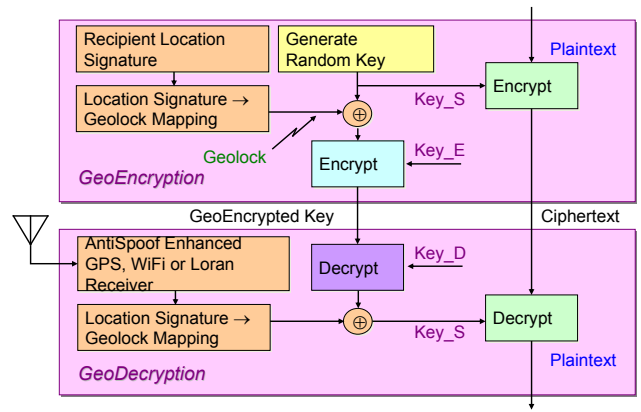 Recipient Location
Signature
Generate
Random Key
Plaintext
Location Signature →
Geolock Mapping
⊕
Key_S
Encrypt
Geolock
Encrypt
Key_E
GeoEncryption
GeoEncrypted Key
Ciphertext
AntiSpoof Enhanced
GPS, WiFi or Loran
Receiver
Decrypt
Key_D
Location Signature →
Geolock Mapping
⊕
Key_S
Decrypt
GeoDecryption
Plaintext